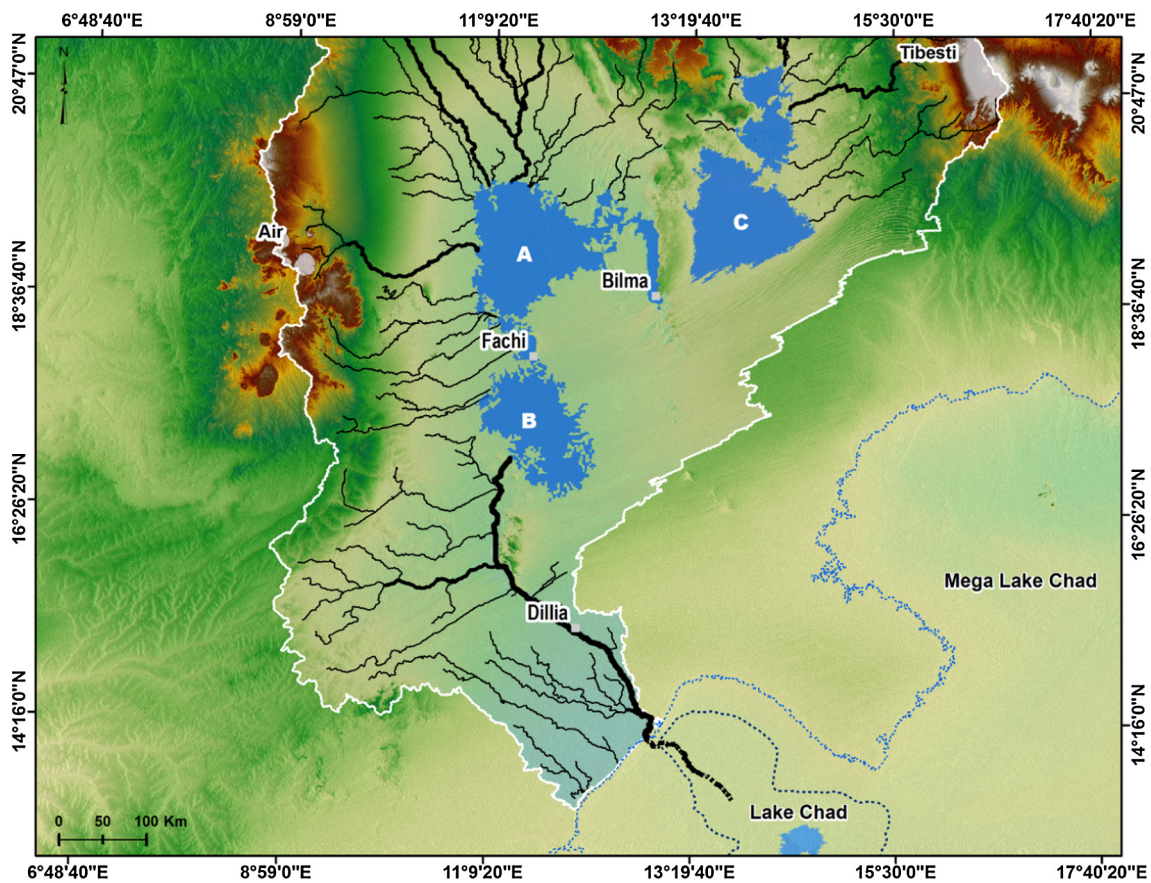 6°48'40"E 8°59'0"E 11°9'20"E 13°19'40"E 15°30'0"E 17°40'20"E
N
Tibesti
20°47'0"N
20°47'0"N
Air
A
C
Bilma
18°36'40"N
18°36'40"N
Fachi
B
16°26'20"N
16°26'20"N
Mega Lake Chad
Dillia
14°16'0"N
14°16'0"N
Lake Chad
0 50 100 Km
6°48'40"E 8°59'0"E 11°9'20"E 13°19'40"E 15°30'0"E 17°40'20"E